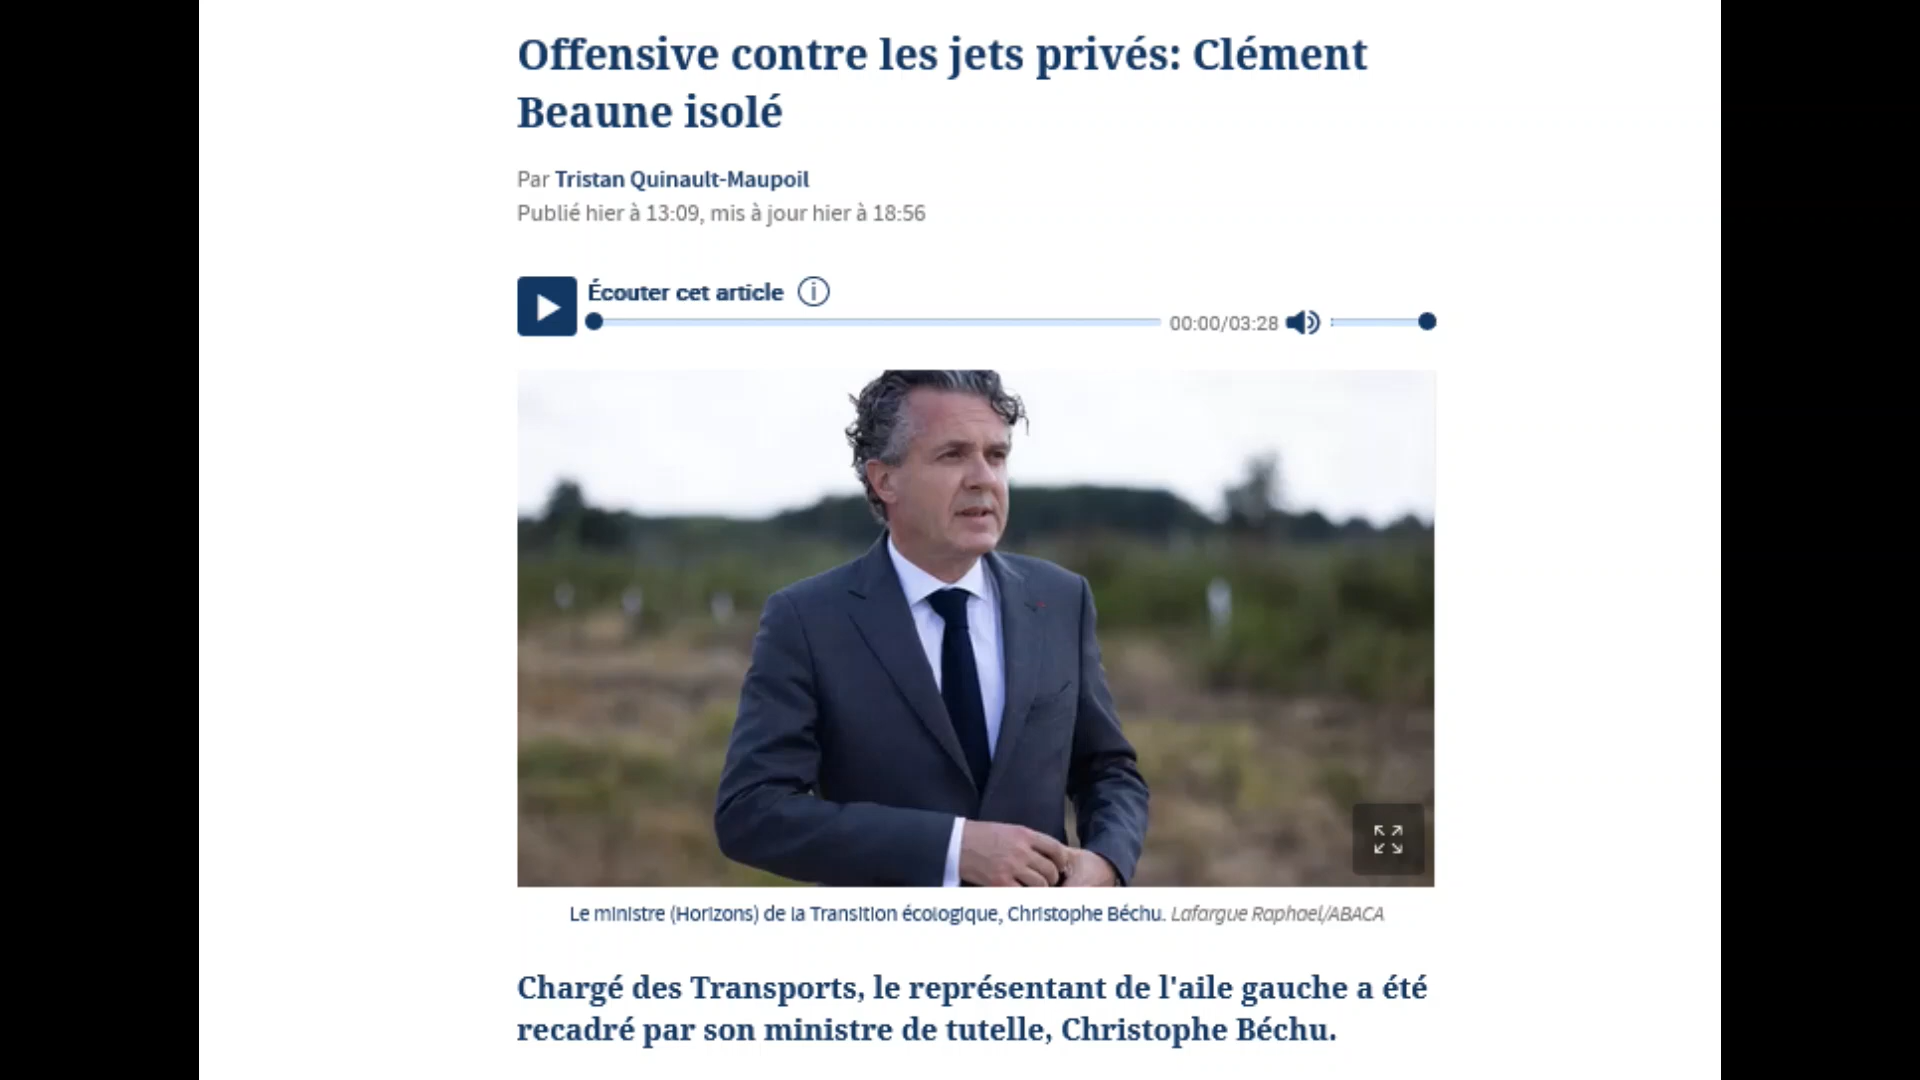 Offensive contre les jets privés: Clément
Beaune isolé
Par Tristan Quinault-Maupoil
Publié hier à 13:09, mis à jour hier à 18:56
Écouter cet article
00:00/03:28
Le ministre (Horizons) de la Transition écologique, Christophe Béchu. Lafargue Raphael/ABACA
Chargé des Transports, le représentant de l'aile gauche a été
recadré par son ministre de tutelle, Christophe Béchu.